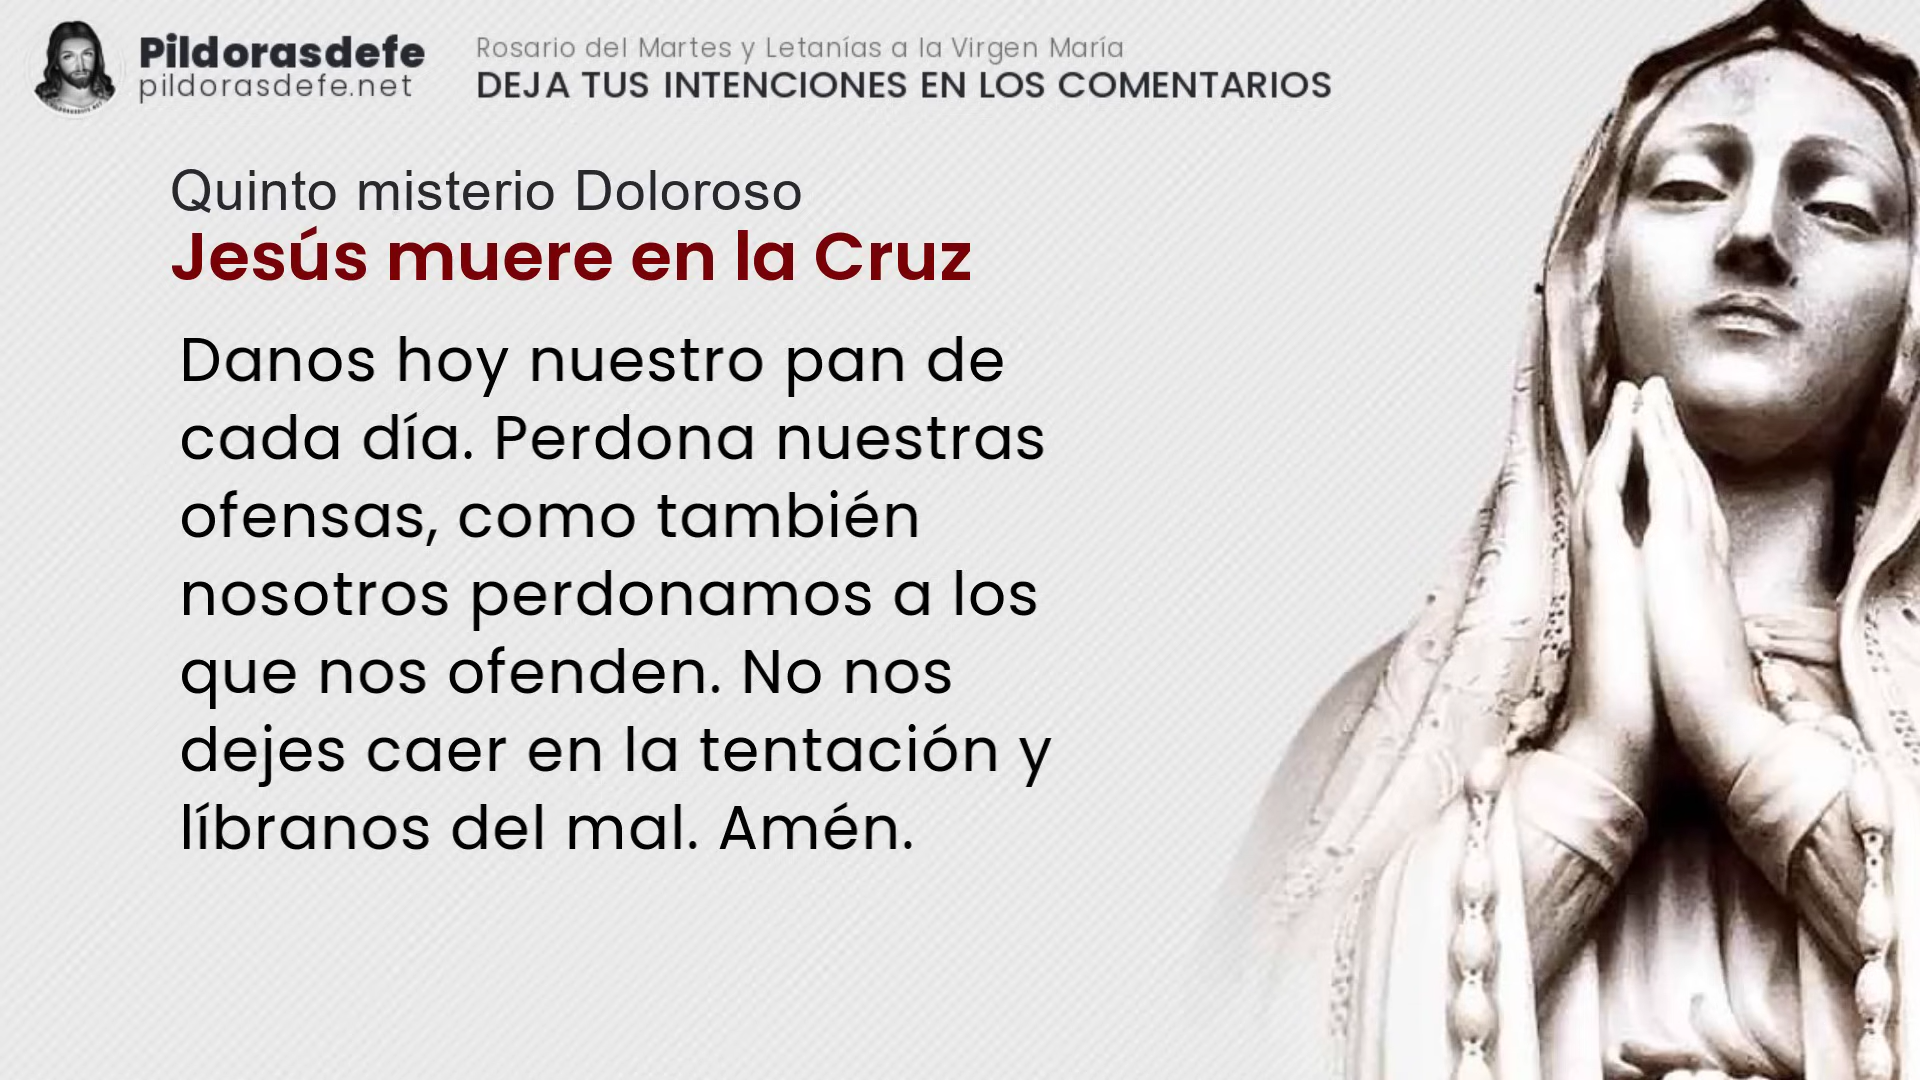 Pildorasdefe
pildorasdefe.net
Rosario del Martes y Letanías a la Virgen María
DEJA TUS INTENCIONES EN LOS COMENTARIOS
Quinto misterio Doloroso
Jesús muere en la Cruz
Danos hoy nuestro pan de
cada día. Perdona nuestras
ofensas, como también
nosotros perdonamos a los
que nos ofenden. No nos
dejes caer en la tentación y
líbranos del mal. Amén.